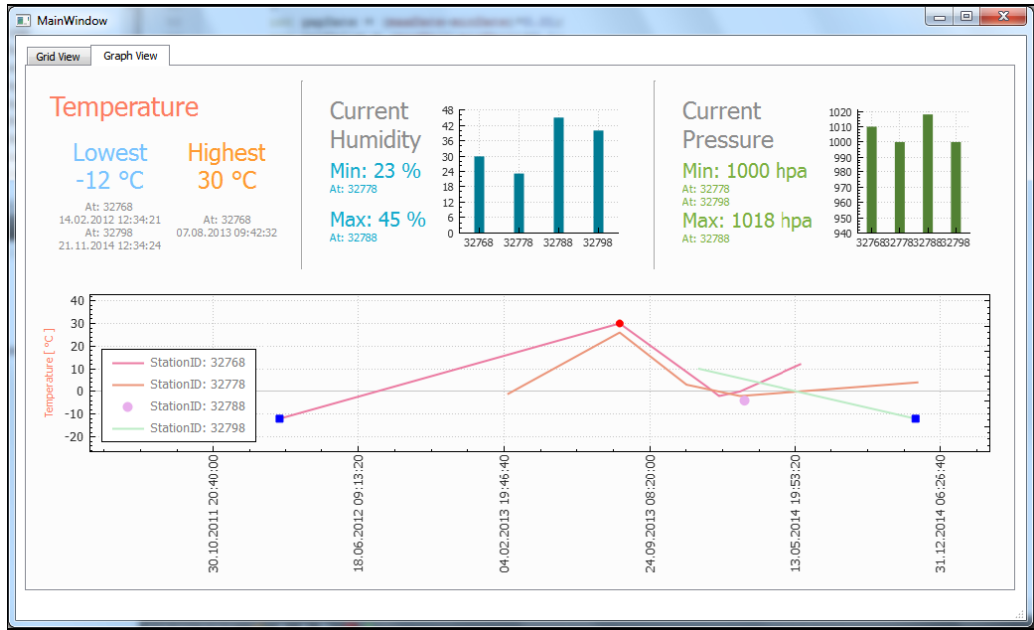 MainWindow
Grid View
Graph View
Temperature
Lowest
-12 °C
At: 32768
14.02.2012 12:34:21
At: 32798
21.11.2014 12:34:24
Highest
30 °C
At: 32768
07.08.2013 09:42:32
Current
Humidity
Min: 23 %
At: 32778
Max: 45 %
At: 32788
48
42
36
30
24
18
12
6
0
32768 32778 32788 32798
Current
Pressure
Min: 1000 hpa
At: 32778
At: 32798
Max: 1018 hpa
At: 32788
1020
1010
1000
990
980
970
960
950
940
32768 32778 32788 32798
Temperature [ °C ]
40
30
20
10
0
-10
-20
StationID: 32768
StationID: 32778
StationID: 32788
StationID: 32798
30.10.2011 20:40:00
18.06.2012 09:13:20
04.02.2013 19:46:40
24.09.2013 08:20:00
13.05.2014 19:53:20
31.12.2014 06:26:40